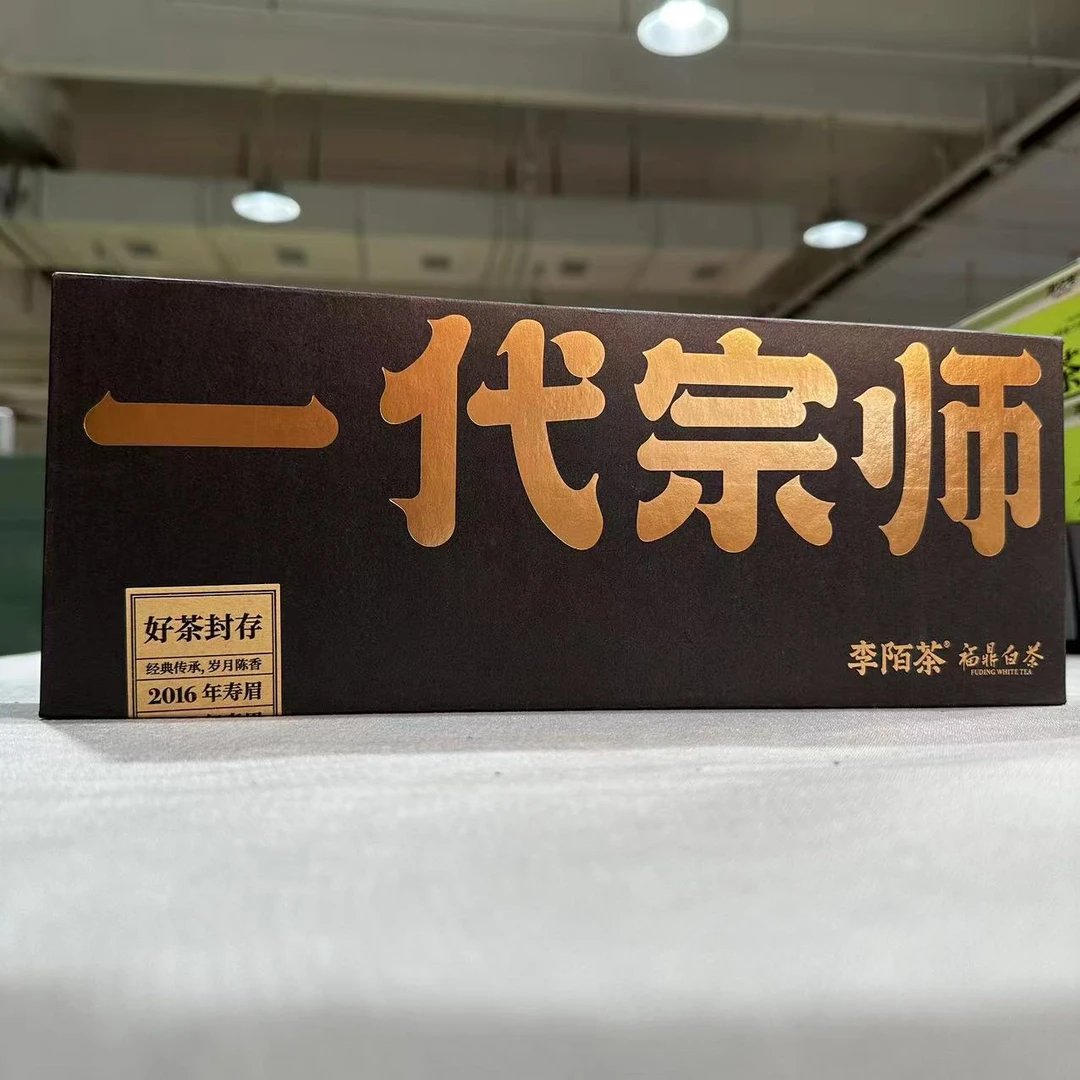 一代宗师
好茶封存
经典传承,岁月陈香
2016 年寿眉
李陌茶®
福鼎白茶
FUDING WHITE TEA